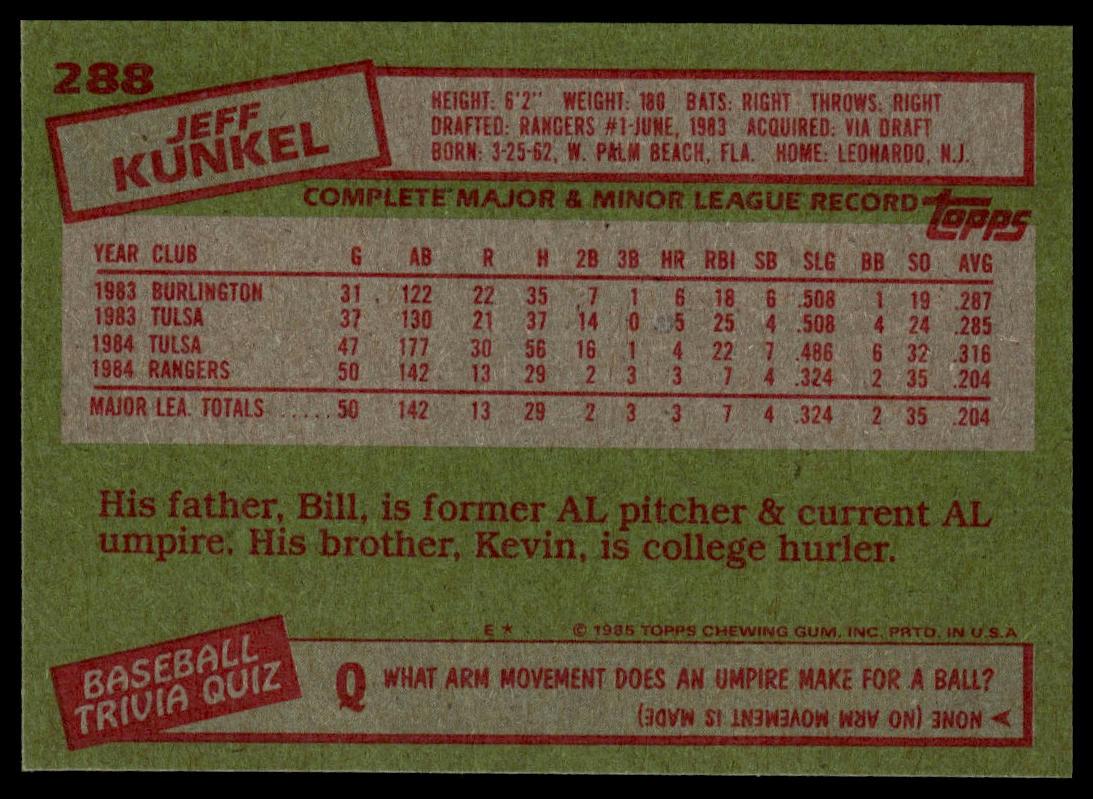 288
JEFF
KUNKEL
HEIGHT: 6'2" WEIGHT: 180 BATS: RIGHT THROWS: RIGHT
DRAFTED: RANGERS #1-JUNE, 1983 ACQUIRED: VIA DRAFT
BORN: 3-25-62, W. PALM BEACH, FLA. HOME: LEONARDO, N.J.
COMPLETE MAJOR & MINOR LEAGUE RECORD topps
YEAR CLUB G AB R H 2B 3B HR RBI SB SLG BB SO AVG
1983 BURLINGTON 31 122 22 35 7 1 6 18 6 .508 1 19 .287
1983 TULSA 37 130 21 37 14 0 5 25 4 .508 4 24 .285
1984 TULSA 47 177 30 56 16 1 4 22 7 .486 6 32 .316
1984 RANGERS 50 142 13 29 2 3 3 7 4 .324 2 35 .204
MAJOR LEA. TOTALS ..... 50 142 13 29 2 3 3 7 4 .324 2 35 .204
His father, Bill, is former AL pitcher & current AL
umpire. His brother, Kevin, is college hurler.
E * © 1985 TOPPS CHEWING GUM, INC. PRTD. IN U.S.A
BASEBALL
TRIVIA QUIZ
Q WHAT ARM MOVEMENT DOES AN UMPIRE MAKE FOR A BALL?
➤ NONE (NO ARM MOVEMENT IS MADE)